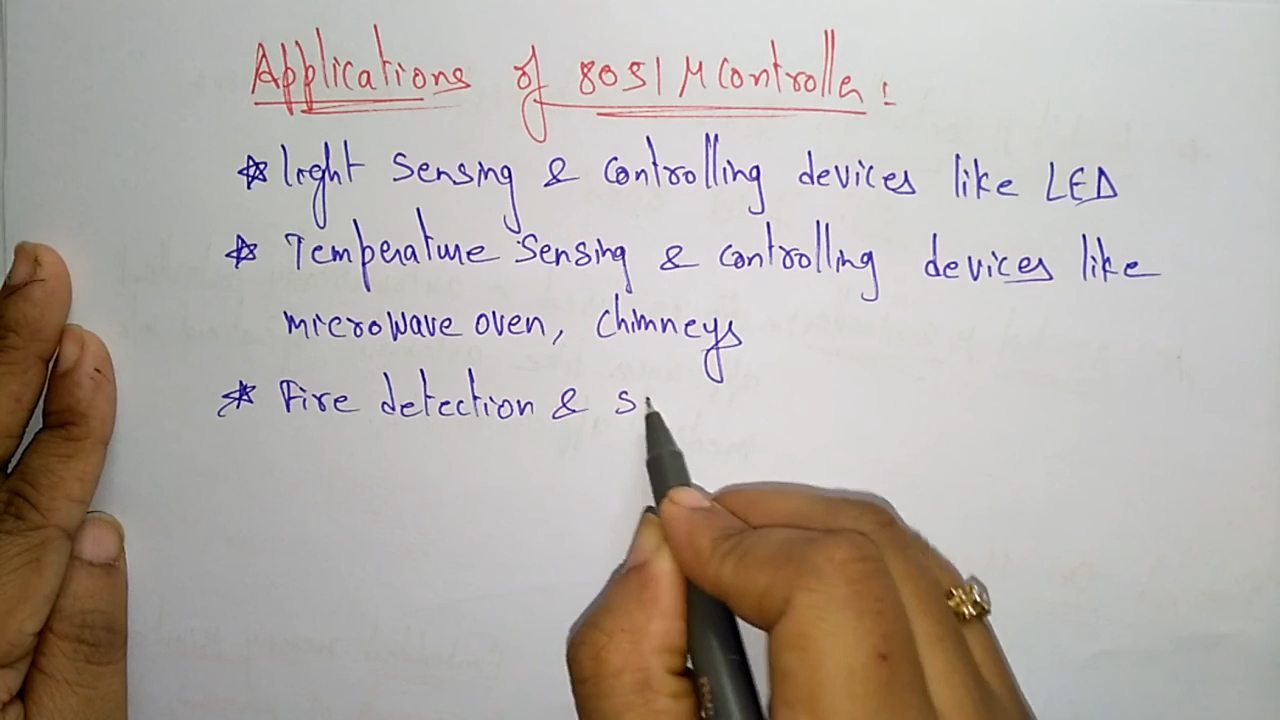 Applications of 8051 μController:
* Light sensing & controlling devices like LED
* Temperature sensing & controlling devices like
microwave oven, chimneys
* Fire detection & s